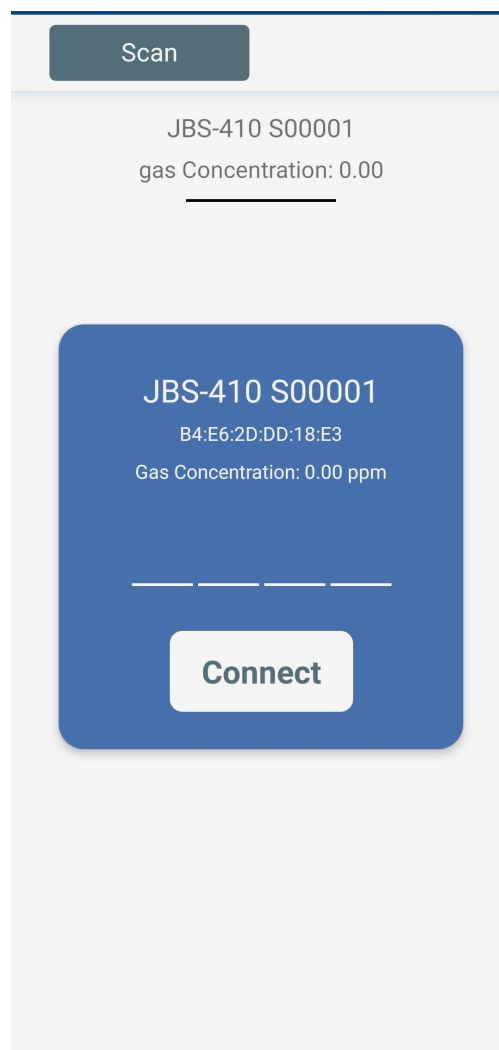 Scan
JBS-410 S00001
gas Concentration: 0.00
JBS-410 S00001
B4:E6:2D:DD:18:E3
Gas Concentration: 0.00 ppm
Connect